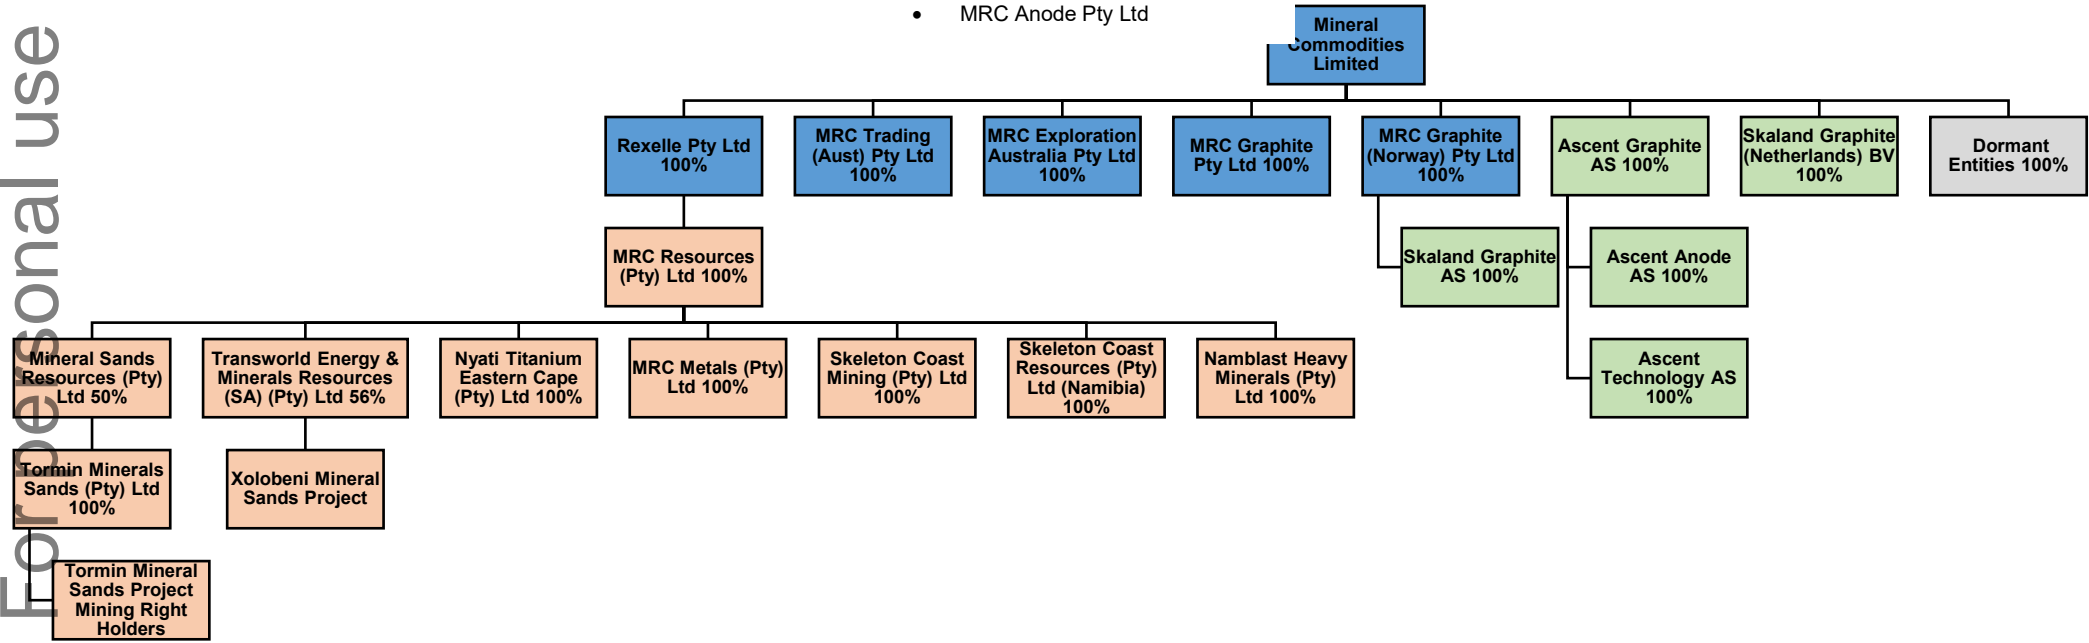 For personal use
• MRC Anode Pty Ltd
Mineral
Commodities
Limited
Rexelle Pty Ltd
100%
MRC Trading
(Aust) Pty Ltd
100%
MRC Exploration
Australia Pty Ltd
100%
MRC Graphite
Pty Ltd 100%
MRC Graphite
(Norway) Pty Ltd
100%
Ascent Graphite
AS 100%
Skaland Graphite
(Netherlands) BV
100%
Dormant
Entities 100%
MRC Resources
(Pty) Ltd 100%
Skaland Graphite
AS 100%
Ascent Anode
AS 100%
Mineral Sands
Resources (Pty)
Ltd 50%
Transworld Energy &
Minerals Resources
(SA) (Pty) Ltd 56%
Nyati Titanium
Eastern Cape
(Pty) Ltd 100%
MRC Metals (Pty)
Ltd 100%
Skeleton Coast
Mining (Pty) Ltd
100%
Skeleton Coast
Resources (Pty)
Ltd (Namibia)
100%
Namblast Heavy
Minerals (Pty)
Ltd 100%
Ascent
Technology AS
100%
Tormin Minerals
Sands (Pty) Ltd
100%
Xolobeni Mineral
Sands Project
Tormin Mineral
Sands Project
Mining Right
Holders